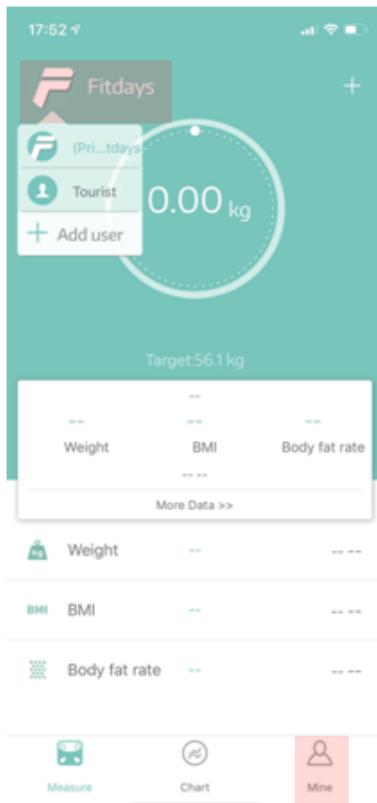 17:52
Fitdays
+
(Pri...tdays
Tourist
+ Add user
0.00 kg
Target:56.1 kg
--
-- -- --
Weight BMI Body fat rate
-- --
More Data >>
kg Weight -- -- --
BMI BMI -- -- --
Body fat rate -- -- --
Measure Chart Mine